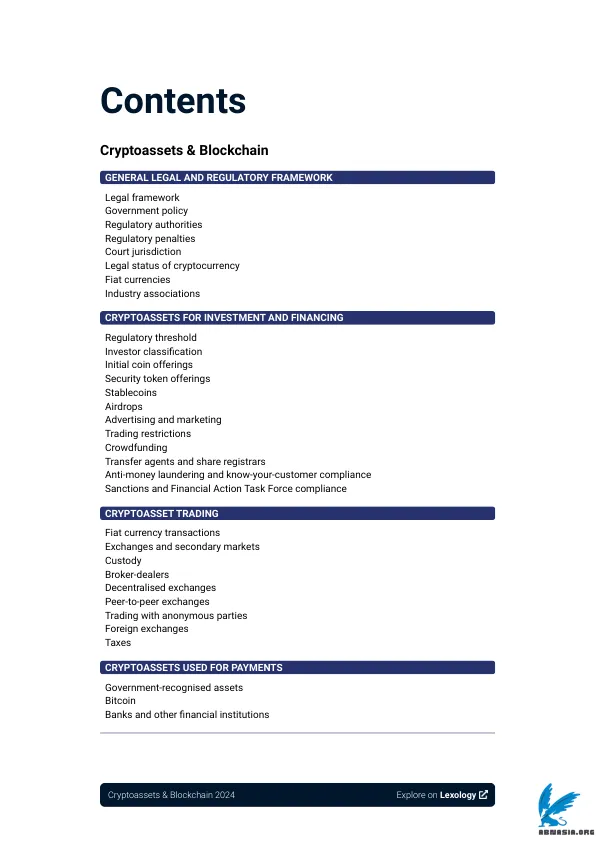 Contents
Cryptoassets & Blockchain
GENERAL LEGAL AND REGULATORY FRAMEWORK
Legal framework
Government policy
Regulatory authorities
Regulatory penalties
Court jurisdiction
Legal status of cryptocurrency
Fiat currencies
Industry associations
CRYPTOASSETS FOR INVESTMENT AND FINANCING
Regulatory threshold
Investor classification
Initial coin offerings
Security token offerings
Stablecoins
Airdrops
Advertising and marketing
Trading restrictions
Crowdfunding
Transfer agents and share registrars
Anti-money laundering and know-your-customer compliance
Sanctions and Financial Action Task Force compliance
CRYPTOASSET TRADING
Fiat currency transactions
Exchanges and secondary markets
Custody
Broker-dealers
Decentralised exchanges
Peer-to-peer exchanges
Trading with anonymous parties
Foreign exchanges
Taxes
CRYPTOASSETS USED FOR PAYMENTS
Government-recognised assets
Bitcoin
Banks and other financial institutions
Cryptoassets & Blockchain 2024
Explore on Lexology
ABNASIA.ORG